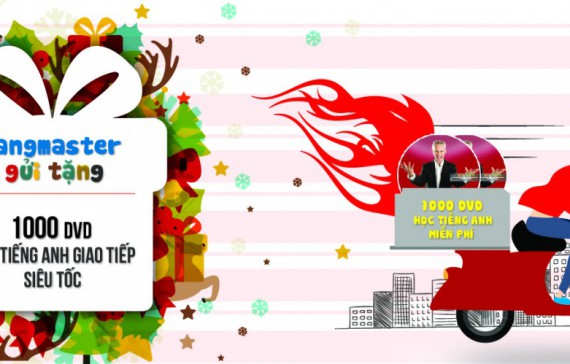 angmaster
gửi tặng
1000 DVD
TIẾNG ANH GIAO TIẾP
SIÊU TỐC
1000 DVD
HỌC TIẾNG ANH
MIỄN PHÍ